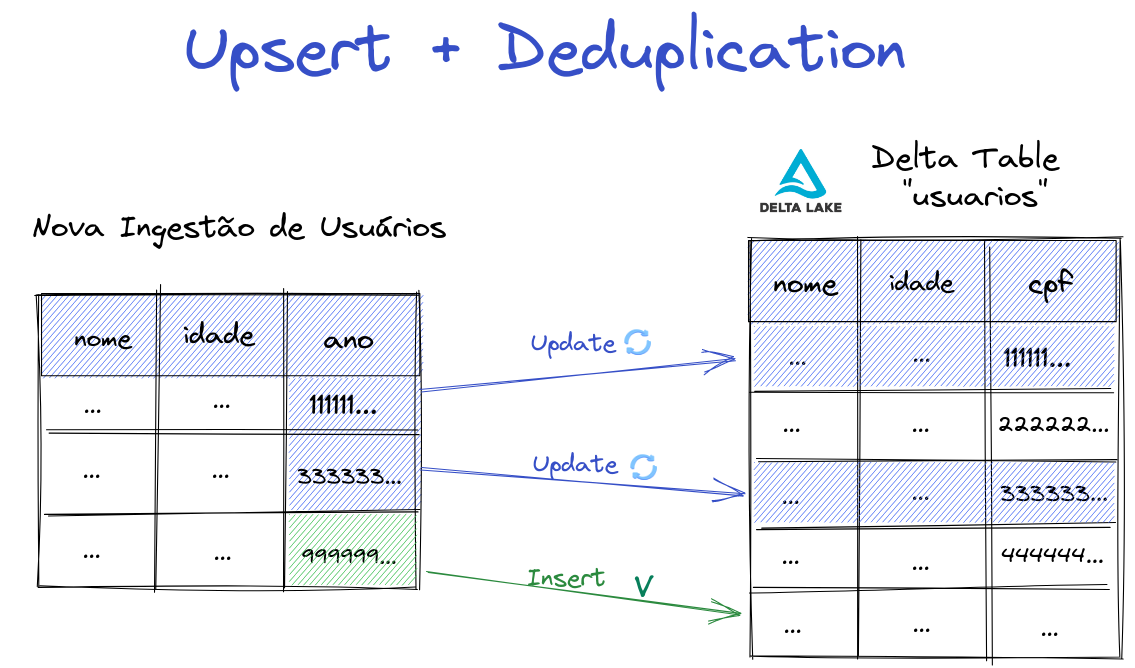 Upsert + Deduplication
DELTA LAKE
Delta Table
"usuarios"
Nova Ingestão de Usuários
nome idade ano
... ... 111111...
... ... 333333...
... ... 999999...
Update
Update
Insert V
nome idade cpf
... ... 111111...
... ... 222222...
... ... 333333...
... ... 444444...
... ... ...